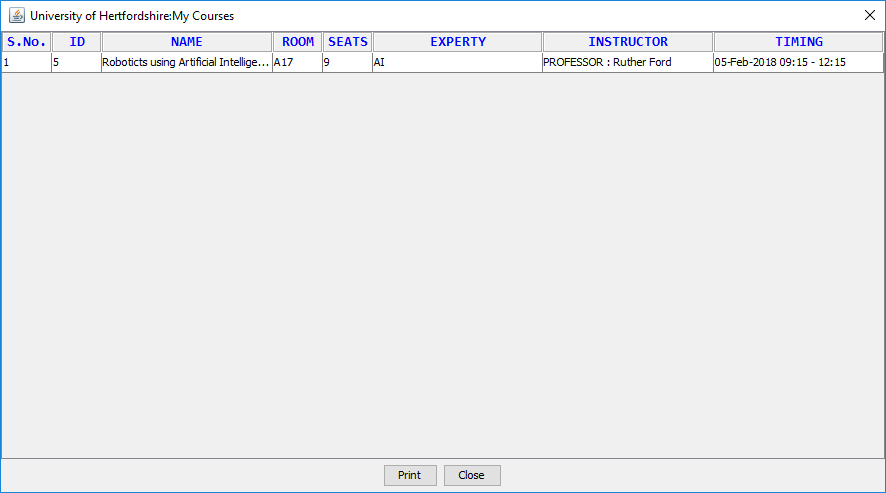 University of Hertfordshire:My Courses
S.No. ID NAME ROOM SEATS EXPERTY INSTRUCTOR TIMING
1 5 Roboticts using Artificial Intellige... A17 9 AI PROFESSOR : Ruther Ford 05-Feb-2018 09:15 - 12:15
Print Close